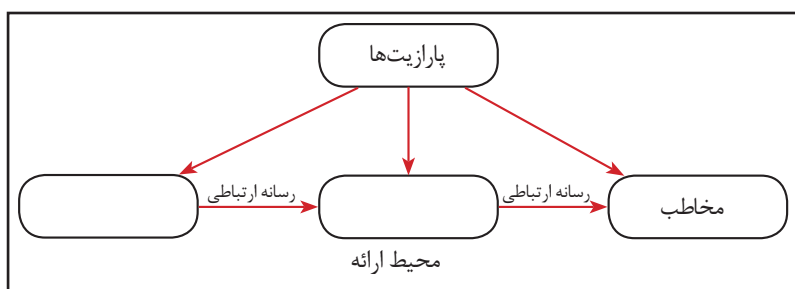 پارازیت‌ها
رسانه ارتباطی
رسانه ارتباطی
مخاطب
محیط ارائه